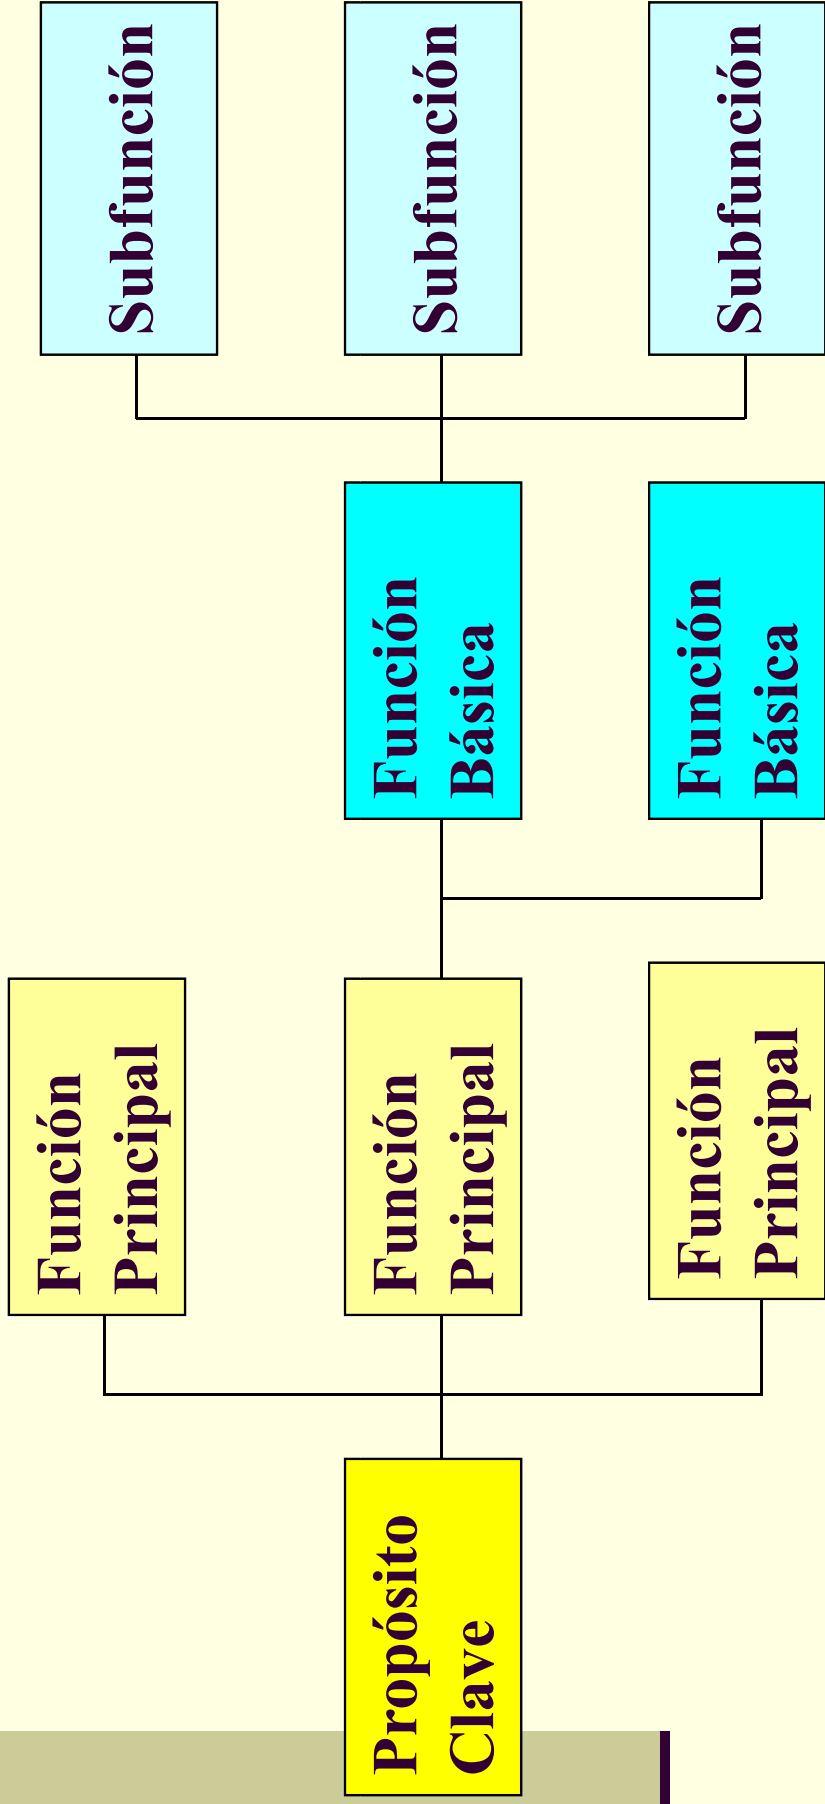 Propósito
Clave
Función
Principal
Función
Principal
Función
Principal
Función
Básica
Función
Básica
Subfunción
Subfunción
Subfunción